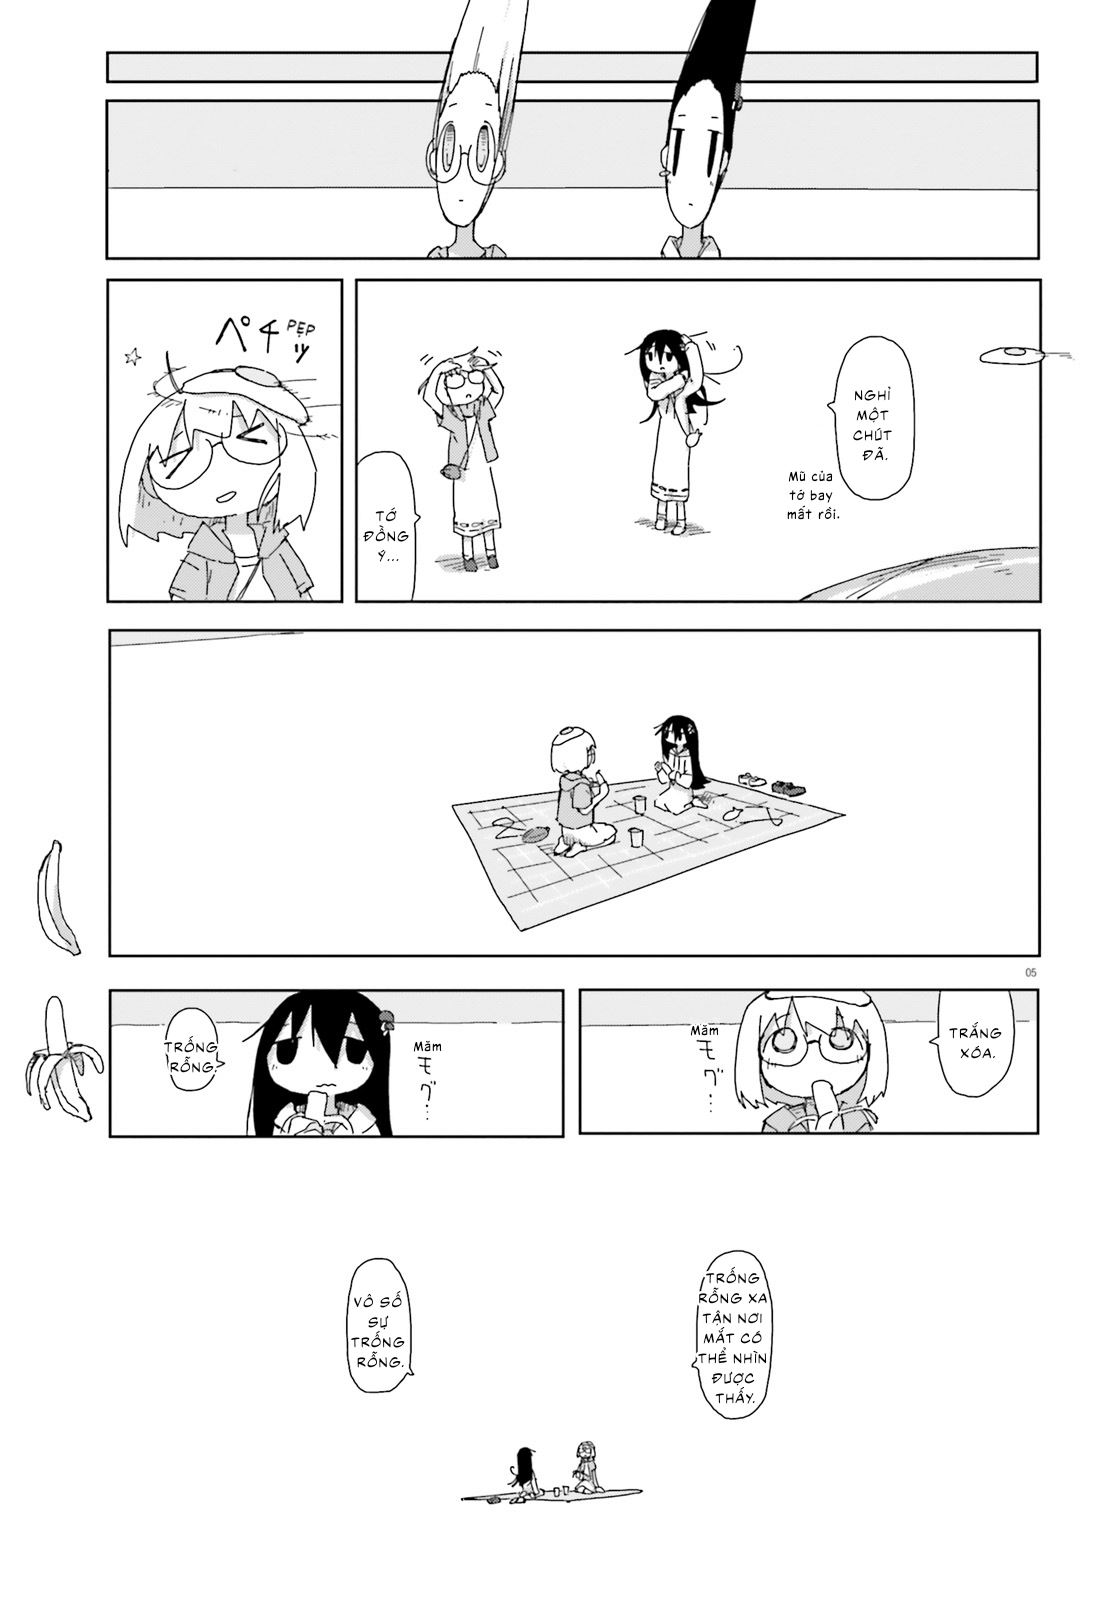 NGHỈ
MỘT
CHÚT
ĐÃ.
Mũ của
tớ bay
mất rồi.
TỚ
ĐỒNG
Ý...
ペチッ
PẸP
05
TRẮNG
XÓA.
Măm
モグ…
Măm
モグ…
TRỐNG
RỖNG.
TRỐNG
RỖNG XA
TẬN NƠI
MẮT CÓ
THỂ NHÌN
ĐƯỢC
THẤY.
VÔ SỐ
SỰ
TRỐNG
RỖNG.